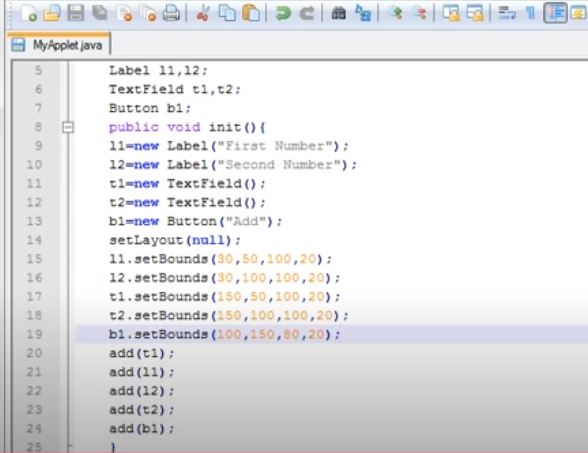 MyApplet.java
5 Label l1,l2;
6 TextField t1,t2;
7 Button b1;
8 public void init(){
9 l1=new Label("First Number");
10 l2=new Label("Second Number");
11 t1=new TextField();
12 t2=new TextField();
13 b1=new Button("Add");
14 setLayout(null);
15 l1.setBounds(30,50,100,20);
16 l2.setBounds(30,100,100,20);
17 t1.setBounds(150,50,100,20);
18 t2.setBounds(150,100,100,20);
19 b1.setBounds(100,150,80,20);
20 add(t1);
21 add(l1);
22 add(l2);
23 add(t2);
24 add(b1);
25 }